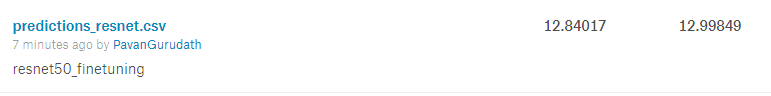 predictions_resnet.csv 12.84017 12.99849
7 minutes ago by PavanGurudath
resnet50_finetuning